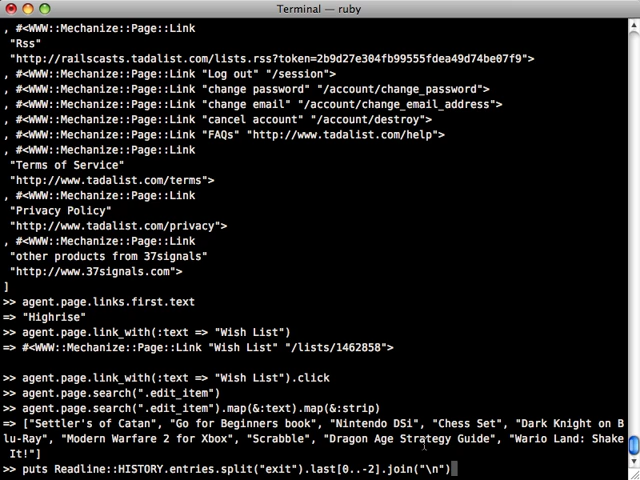 Terminal — ruby
, #<WWW::Mechanize::Page::Link
"Rss"
"http://railscasts.tadalist.com/lists.rss?token=2b9d27e304fb99555fdea49d74be07f9">
, #<WWW::Mechanize::Page::Link "Log out" "/session">
, #<WWW::Mechanize::Page::Link "change password" "/account/change_password">
, #<WWW::Mechanize::Page::Link "change email" "/account/change_email_address">
, #<WWW::Mechanize::Page::Link "cancel account" "/account/destroy">
, #<WWW::Mechanize::Page::Link "FAQs" "http://www.tadalist.com/help">
, #<WWW::Mechanize::Page::Link
"Terms of Service"
"http://www.tadalist.com/terms">
, #<WWW::Mechanize::Page::Link
"Privacy Policy"
"http://www.tadalist.com/privacy">
, #<WWW::Mechanize::Page::Link
"other products from 37signals"
"http://www.37signals.com">
]
>> agent.page.links.first.text
=> "Highrise"
>> agent.page.link_with(:text => "Wish List")
=> #<WWW::Mechanize::Page::Link "Wish List" "/lists/1462858">
>> agent.page.link_with(:text => "Wish List").click
>> agent.page.search(".edit_item")
>> agent.page.search(".edit_item").map(&:text).map(&:strip)
=> ["Settler's of Catan", "Go for Beginners book", "Nintendo DSi", "Chess Set", "Dark Knight on B
lu-Ray", "Modern Warfare 2 for Xbox", "Scrabble", "Dragon Age Strategy Guide", "Wario Land: Shake
It!"]
>> puts Readline::HISTORY.entries.split("exit").last[0..-2].join("\n")